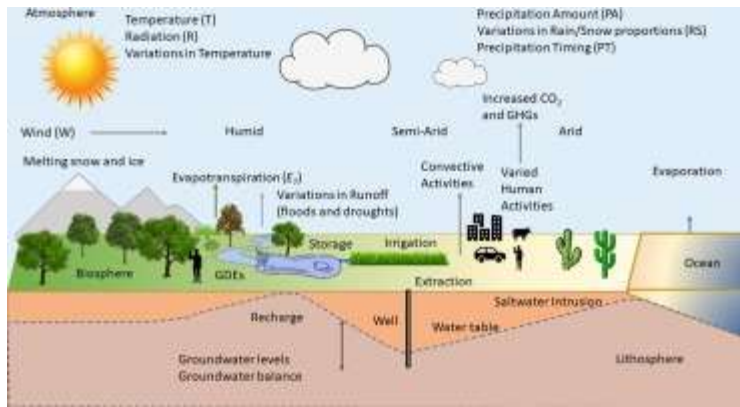 Atmosphere
Temperature (T)
Radiation (R)
Variations in Temperature
Precipitation Amount (PA)
Variations in Rain/Snow proportions (RS)
Precipitation Timing (PT)
Increased CO₂
and GHGs
Wind (W)
Humid
Semi-Arid
Arid
Melting snow and ice
Evapotranspiration
Variations in Runoff
(floods and droughts)
Convective
Activities
Varied
Human
Activities
Evaporation
Biosphere
GDEs
Storage
Irrigation
Extraction
Ocean
Saltwater Intrusion
Recharge
Well
Water table
Groundwater levels
Groundwater balance
Lithosphere